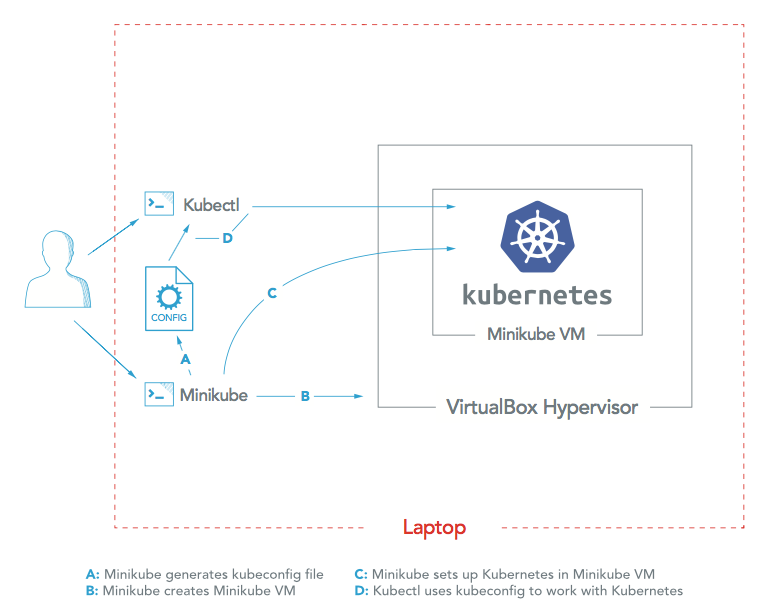 Kubectl
D
C
kubernetes
CONFIG
Minikube VM
A
Minikube
B
VirtualBox Hypervisor
Laptop
A: Minikube generates kubeconfig file
C: Minikube sets up Kubernetes in Minikube VM
B: Minikube creates Minikube VM
D: Kubectl uses kubeconfig to work with Kubernetes